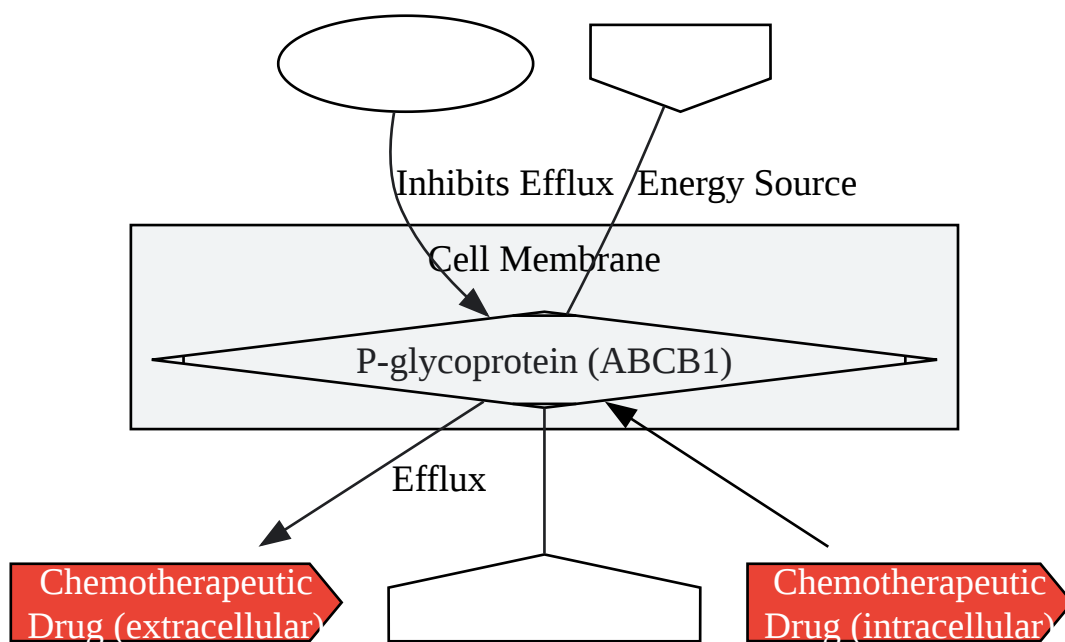 Inhibits Efflux
Energy Source
Cell Membrane
P-glycoprotein (ABCB1)
Efflux
Chemotherapeutic
Drug (extracellular)
Chemotherapeutic
Drug (intracellular)